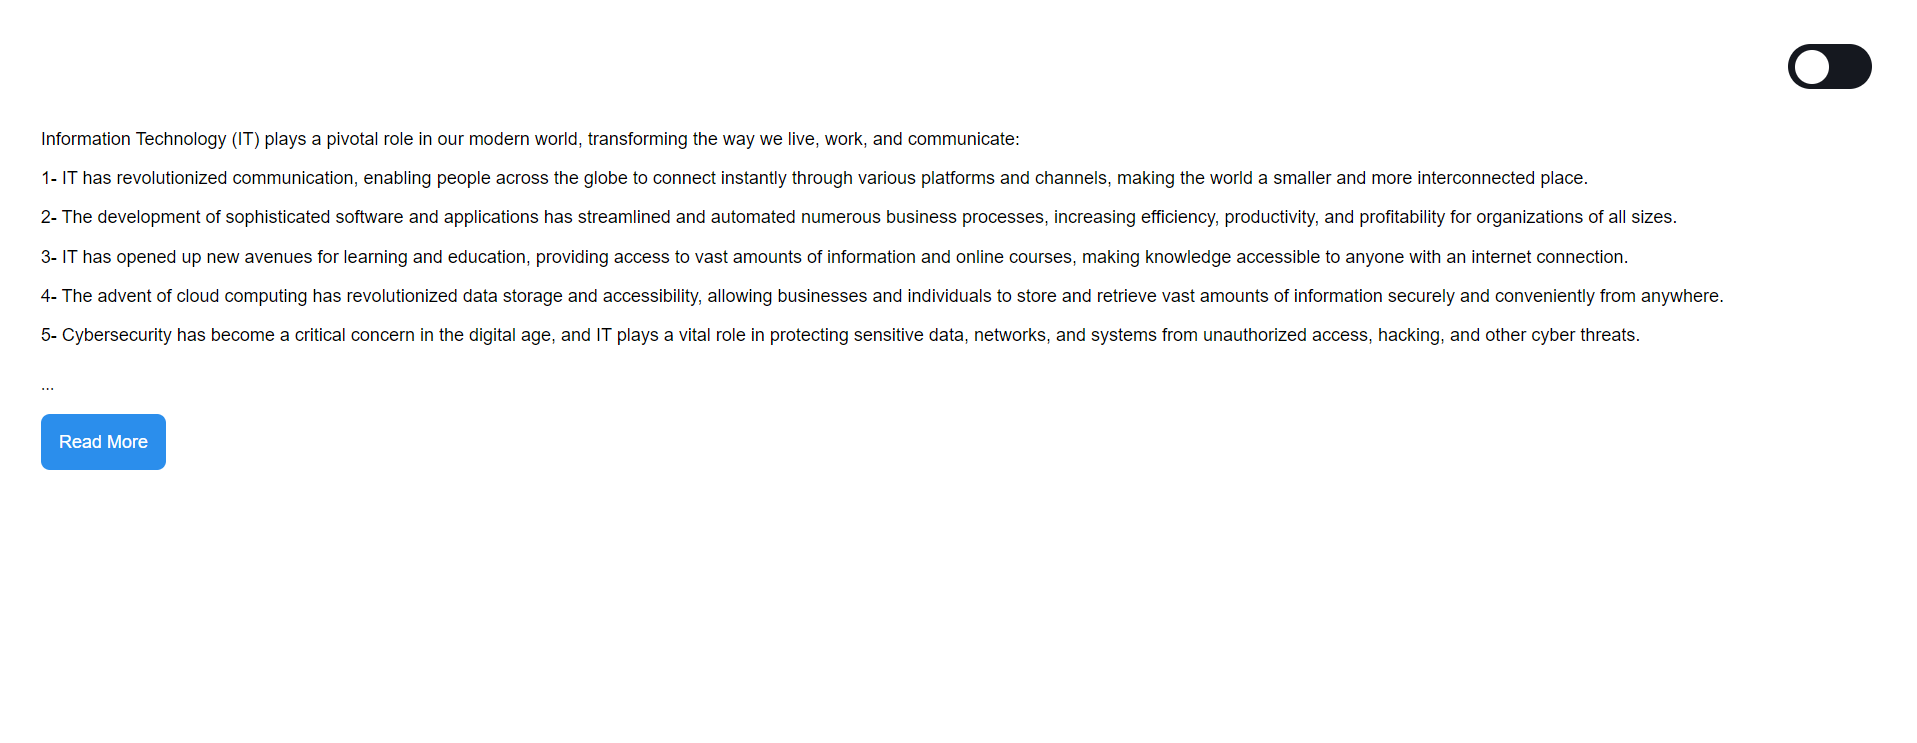 Information Technology (IT) plays a pivotal role in our modern world, transforming the way we live, work, and communicate:
1- IT has revolutionized communication, enabling people across the globe to connect instantly through various platforms and channels, making the world a smaller and more interconnected place.
2- The development of sophisticated software and applications has streamlined and automated numerous business processes, increasing efficiency, productivity, and profitability for organizations of all sizes.
3- IT has opened up new avenues for learning and education, providing access to vast amounts of information and online courses, making knowledge accessible to anyone with an internet connection.
4- The advent of cloud computing has revolutionized data storage and accessibility, allowing businesses and individuals to store and retrieve vast amounts of information securely and conveniently from anywhere.
5- Cybersecurity has become a critical concern in the digital age, and IT plays a vital role in protecting sensitive data, networks, and systems from unauthorized access, hacking, and other cyber threats.
...
Read More